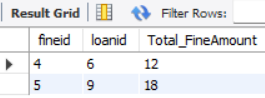 Result Grid Filter Rows:
fineid loanid Total_FineAmount
4 6 12
5 9 18